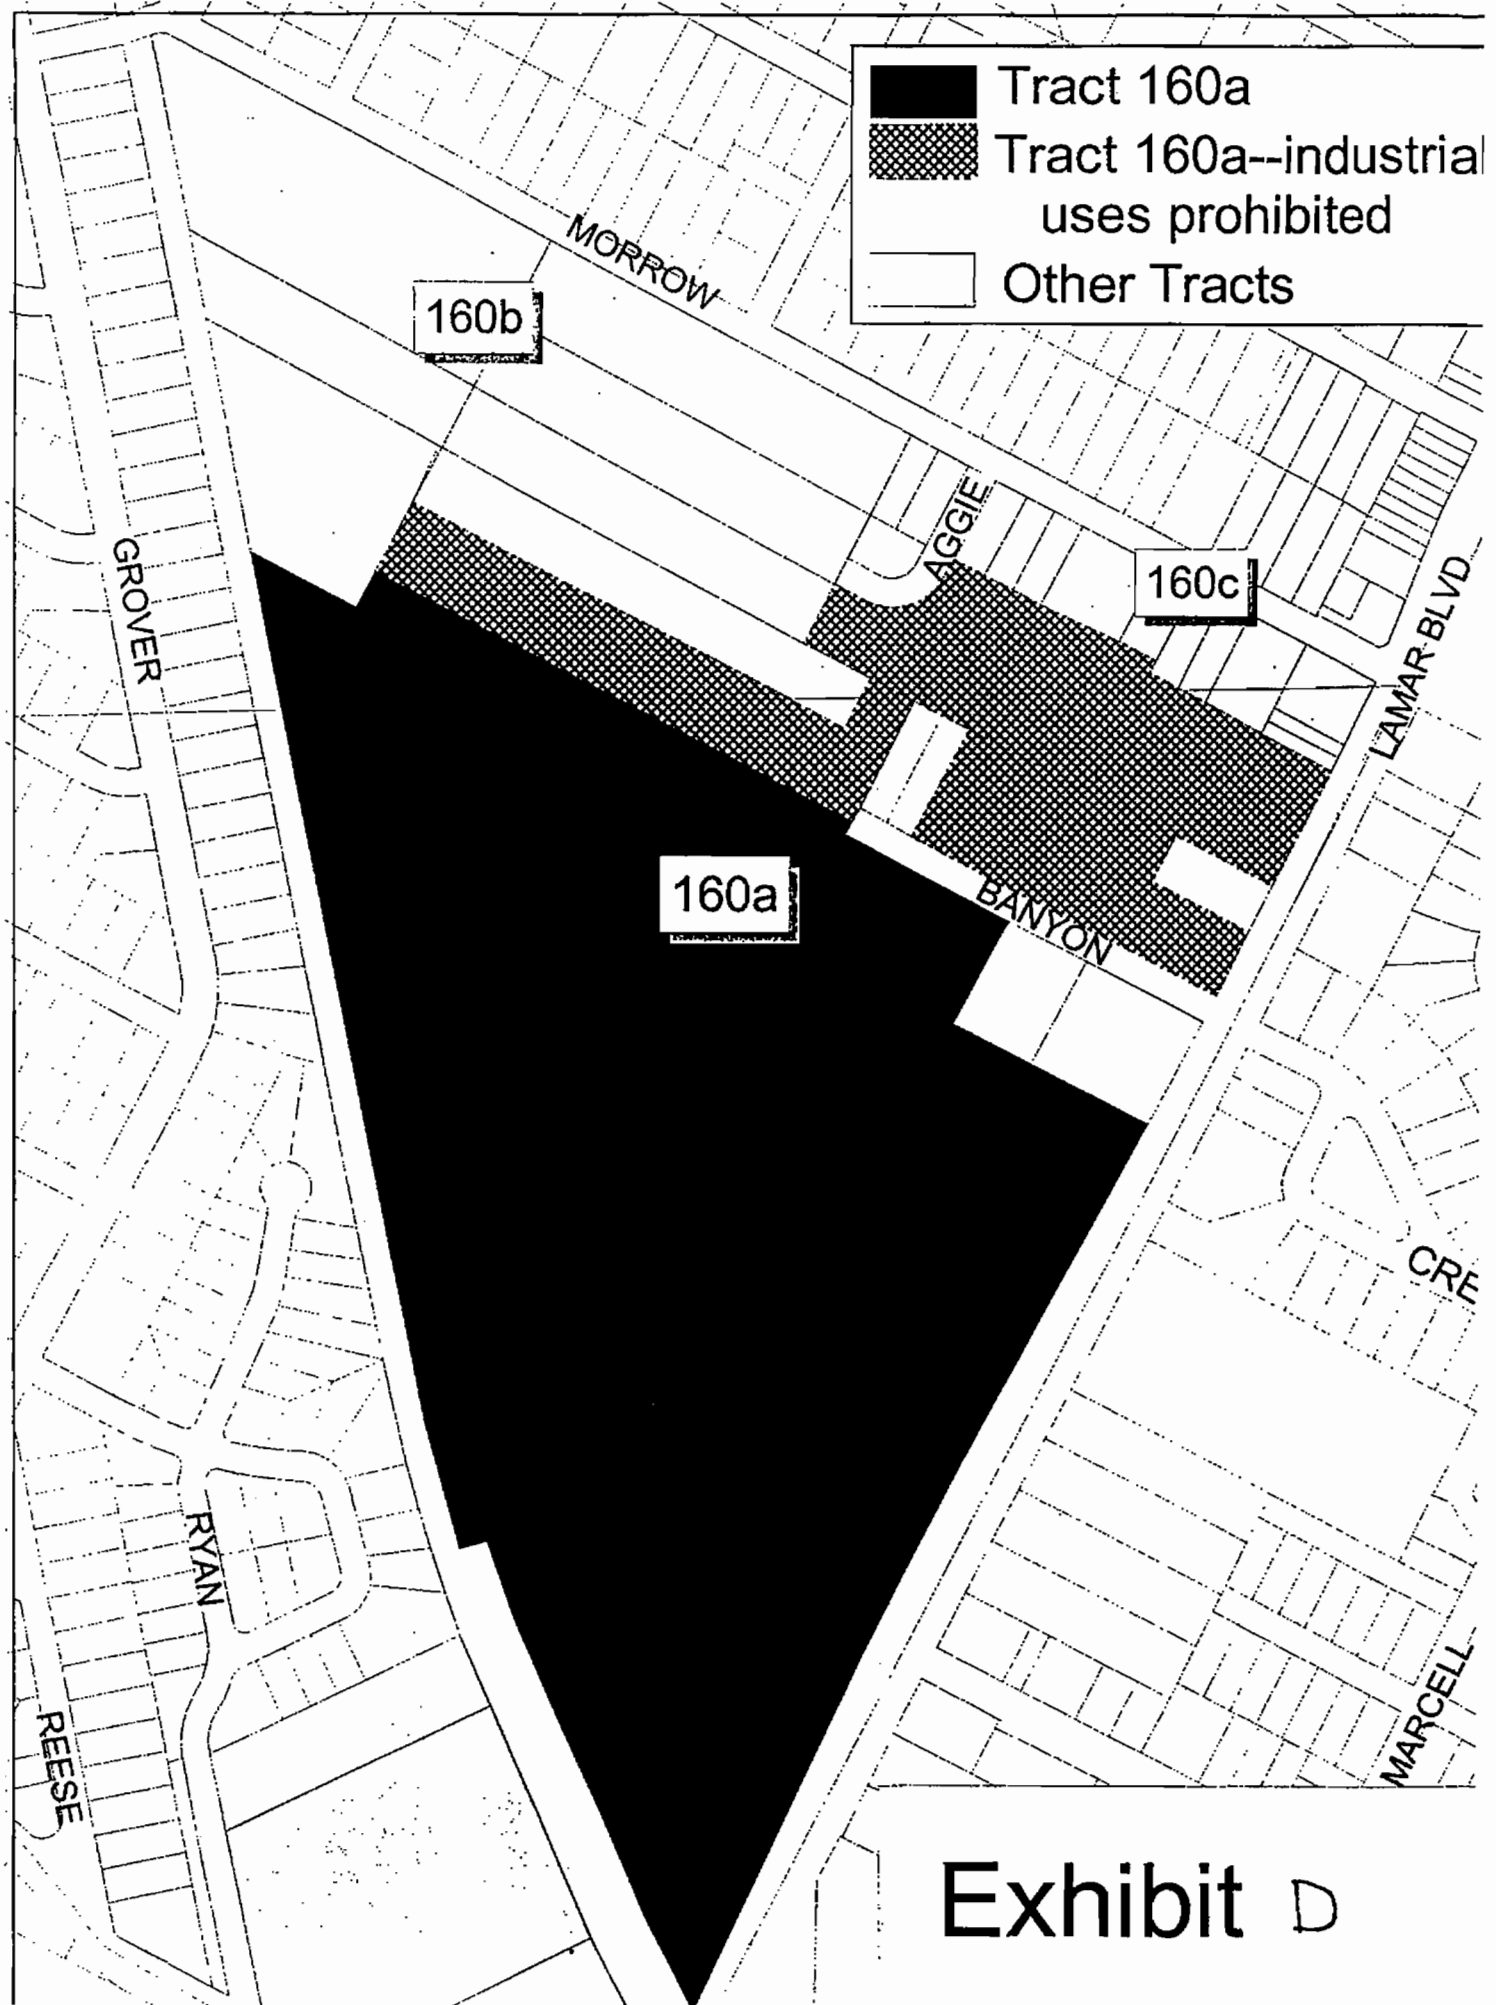 Tract 160a
Tract 160a--industrial
uses prohibited
Other Tracts
MORROW
160b
AGGIE
160c
GROVER
LAMAR BLVD
160a
BANYON
CRE
RYAN
MARCELL
REESE
Exhibit D